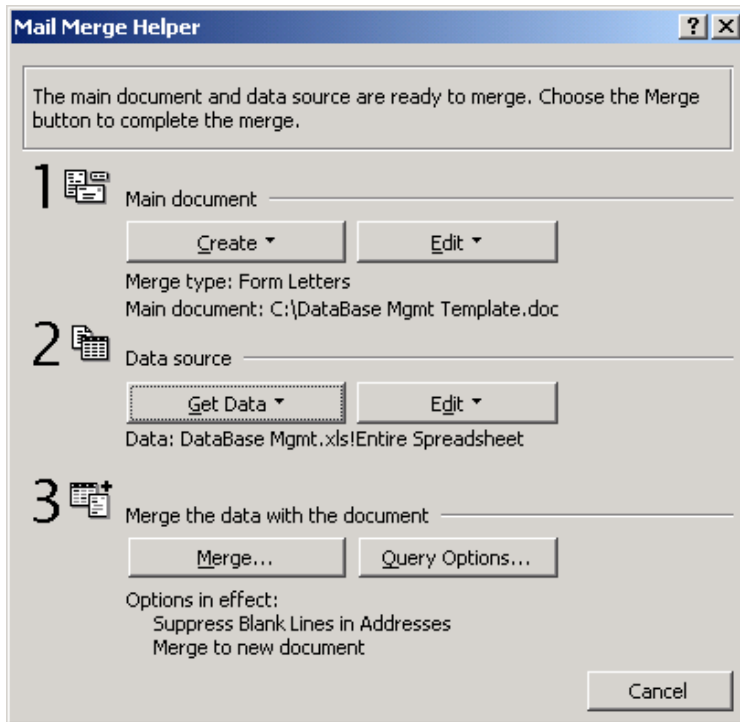 Mail Merge Helper
The main document and data source are ready to merge. Choose the Merge
button to complete the merge.
1
Main document
Create Edit
Merge type: Form Letters
Main document: C:\DataBase Mgmt Template.doc
2
Data source
Get Data Edit
Data: DataBase Mgmt.xls!Entire Spreadsheet
3
Merge the data with the document
Merge... Query Options...
Options in effect:
Suppress Blank Lines in Addresses
Merge to new document
Cancel